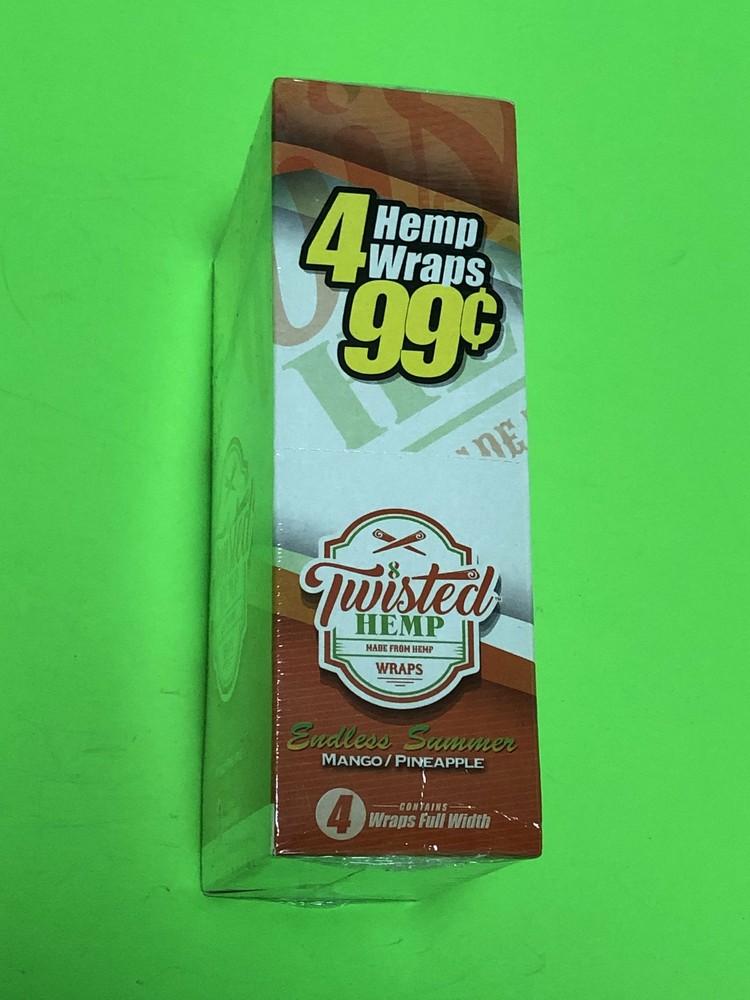 4 Hemp
Wraps
99¢
Twisted
HEMP
MADE FROM HEMP
WRAPS
Endless Summer
MANGO / PINEAPPLE
4 CONTAINS
Wraps Full Width